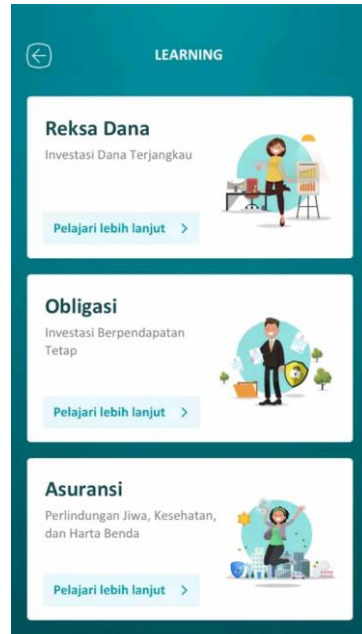 LEARNING
Reksa Dana
Investasi Dana Terjangkau
Pelajari lebih lanjut >
Obligasi
Investasi Berpendapatan
Tetap
Pelajari lebih lanjut >
Asuransi
Perlindungan Jiwa, Kesehatan,
dan Harta Benda
Pelajari lebih lanjut >